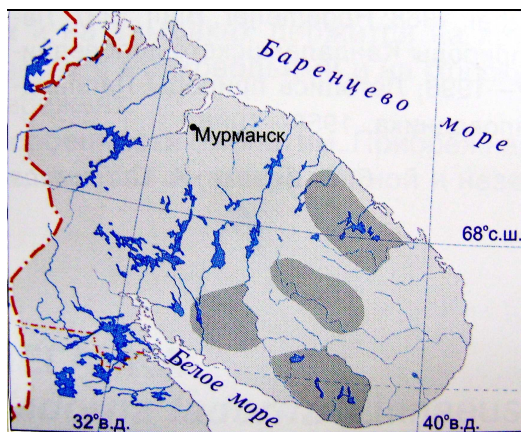 Баренцево море
Мурманск
68°с.ш.
Белое море
32°в.д.
40°в.д.